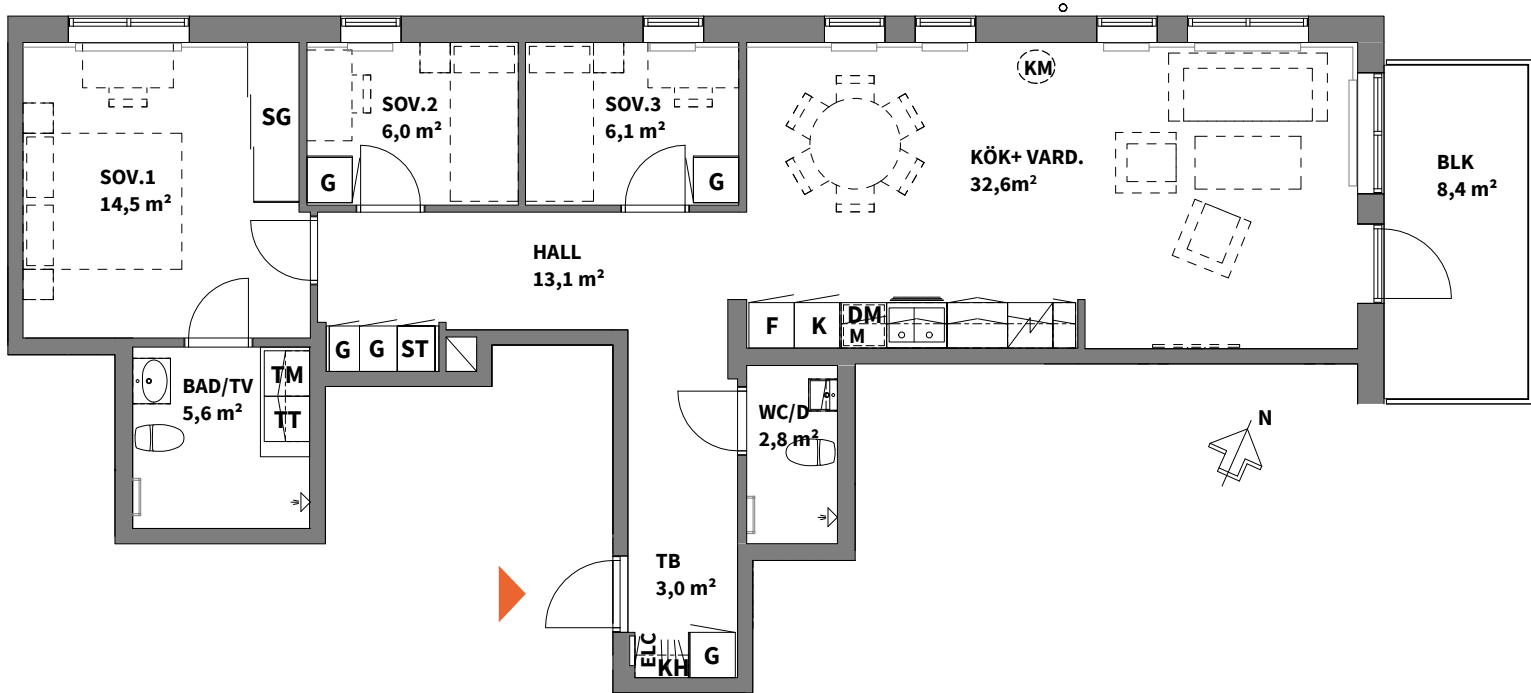 KM
SG
SOV.1
14,5 m²
SOV.2
6,0 m²
G
SOV.3
6,1 m²
G
KÖK+ VARD.
32,6m²
BLK
8,4 m²
HALL
13,1 m²
F
K
DM
M
G
G
ST
BAD/TV
5,6 m²
TM
TT
WC/D
2,8 m²
N
TB
3,0 m²
ELC
KH
G